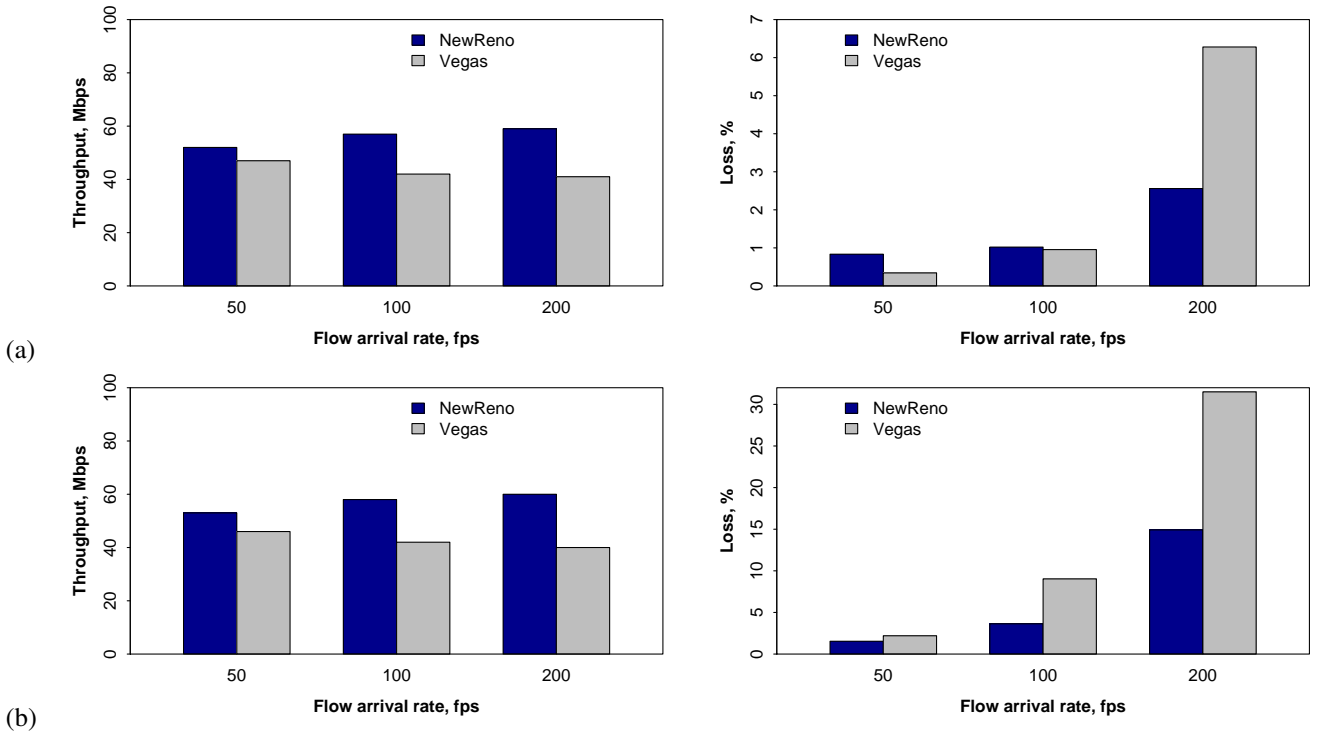 Throughput, Mbps
0 20 40 60 80 100
NewReno
Vegas
50 100 200
Flow arrival rate, fps
Loss, %
0 1 2 3 4 5 6 7
NewReno
Vegas
50 100 200
Flow arrival rate, fps
(a)
Throughput, Mbps
0 20 40 60 80 100
NewReno
Vegas
50 100 200
Flow arrival rate, fps
Loss, %
0 5 10 15 20 25 30
NewReno
Vegas
50 100 200
Flow arrival rate, fps
(b)